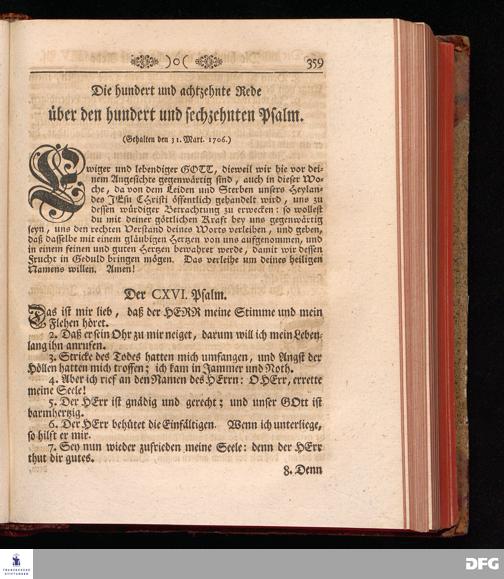 )o( 359
Die hundert und achtzehnte Rede
über den hundert und sechzehnten Psalm.
(Gehalten den 31. Mart. 1706.)
Ewiger und lebendiger GOTT, dieweil wir hie vor dei-
nem Angesichte gegenwärtig sind, auch in dieser Wo-
che, da von dem Leiden und Sterben unsers Heylan-
des JEsu CHristi öffentlich gehandelt wird, uns zu
dessen würdiger Betrachtung zu erwecken: so wollest
du mit deiner göttlichen Kraft bey uns gegenwärtig
seyn, uns den rechten Verstand deines Worts verleihen, und geben,
daß dasselbe mit einem gläubigen Hertzen von uns aufgenommen, und
in einem feinen und guten Hertzen bewahret werde, damit wir dessen
Frucht in Geduld bringen mögen. Das verleihe um deines heiligen
Namens willen. Amen!
Der CXVI. Psalm.
Das ist mir lieb, daß der HERR meine Stimme und mein
Flehen höret.
2. Daß er sein Ohr zu mir neiget, darum will ich mein Leben-
lang ihn anrufen.
3. Stricke des Todes hatten mich umfangen, und Angst der
Höllen hatten mich troffen; ich kam in Jammer und Noth.
4. Aber ich rief an den Namen des HErrn: O HErr, errette
meine Seele!
5. Der HErr ist gnädig und gerecht; und unser GOtt ist
barmhertzig.
6. Der HErr behütet die Einfältigen. Wenn ich unterliege,
so hilft er mir.
7. Sey nun wieder zufrieden meine Seele: denn der HErr
thut dir gutes.
8. Denn
FRANCKESCHE
STIFTUNGEN
DFG